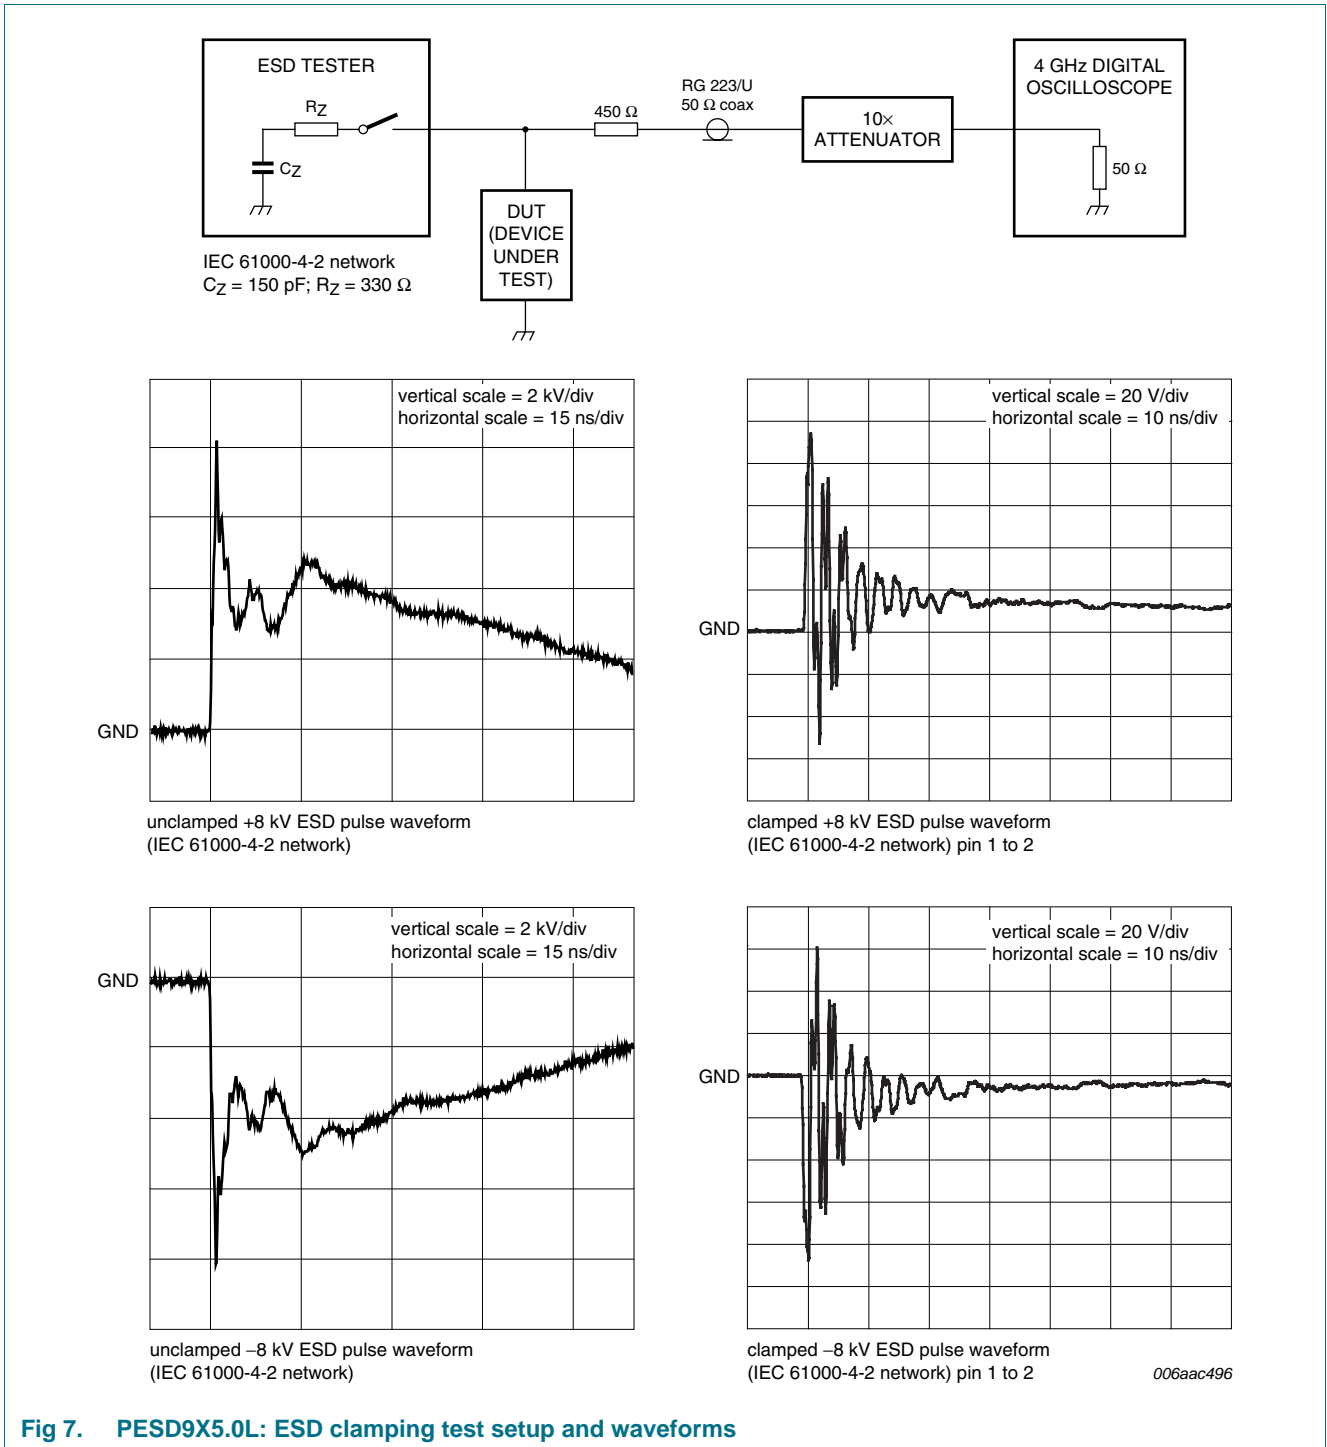 ESD TESTER
RZ
CZ
IEC 61000-4-2 network
CZ = 150 pF; RZ = 330 Ω
DUT
(DEVICE
UNDER
TEST)
450 Ω
RG 223/U
50 Ω coax
10×
ATTENUATOR
4 GHz DIGITAL
OSCILLOSCOPE
50 Ω
vertical scale = 2 kV/div
horizontal scale = 15 ns/div
GND
unclamped +8 kV ESD pulse waveform
(IEC 61000-4-2 network)
vertical scale = 20 V/div
horizontal scale = 10 ns/div
GND
clamped +8 kV ESD pulse waveform
(IEC 61000-4-2 network) pin 1 to 2
vertical scale = 2 kV/div
horizontal scale = 15 ns/div
GND
unclamped −8 kV ESD pulse waveform
(IEC 61000-4-2 network)
vertical scale = 20 V/div
horizontal scale = 10 ns/div
GND
clamped −8 kV ESD pulse waveform
(IEC 61000-4-2 network) pin 1 to 2
006aac496
Fig 7. PESD9X5.0L: ESD clamping test setup and waveforms